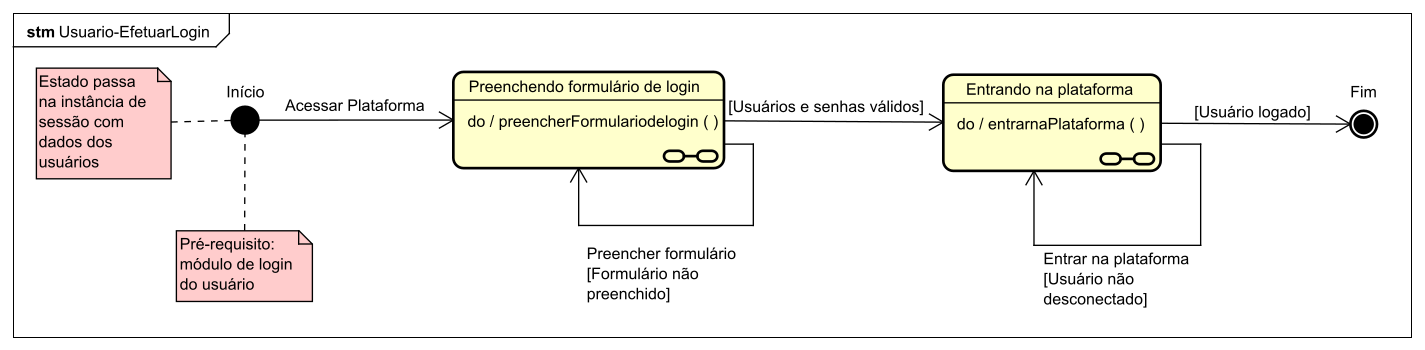 stm Usuario-EfetuarLogin
Estado passa
na instância de
sessão com
dados dos
usuários
Início
Acessar Plataforma
Pré-requisito:
módulo de login
do usuário
Preenchendo formulário de login
do / preencherFormulariodelogin ( )
[Usuários e senhas válidos]
Preencher formulário
[Formulário não
preenchido]
Entrando na plataforma
do / entrarnaPlataforma ( )
[Usuário logado]
Fim
Entrar na plataforma
[Usuário não
desconectado]